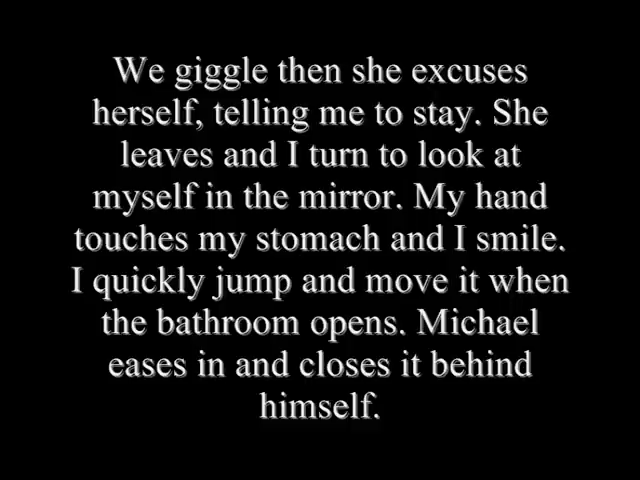 We giggle then she excuses
herself, telling me to stay. She
leaves and I turn to look at
myself in the mirror. My hand
touches my stomach and I smile.
I quickly jump and move it when
the bathroom opens. Michael
eases in and closes it behind
himself.